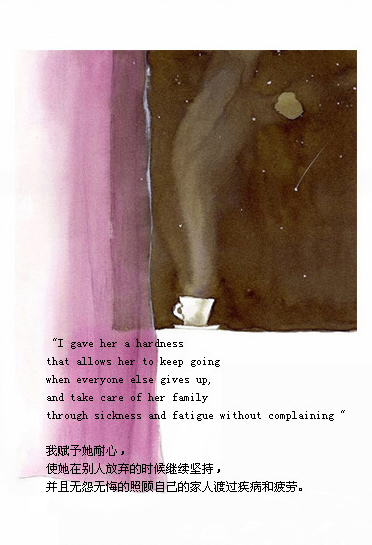 "I gave her a hardness
that allows her to keep going
when everyone else gives up,
and take care of her family
through sickness and fatigue without complaining "
我赋予她耐心，
使她在别人放弃的时候继续坚持，
并且无怨无悔的照顾自己的家人渡过疾病和疲劳。